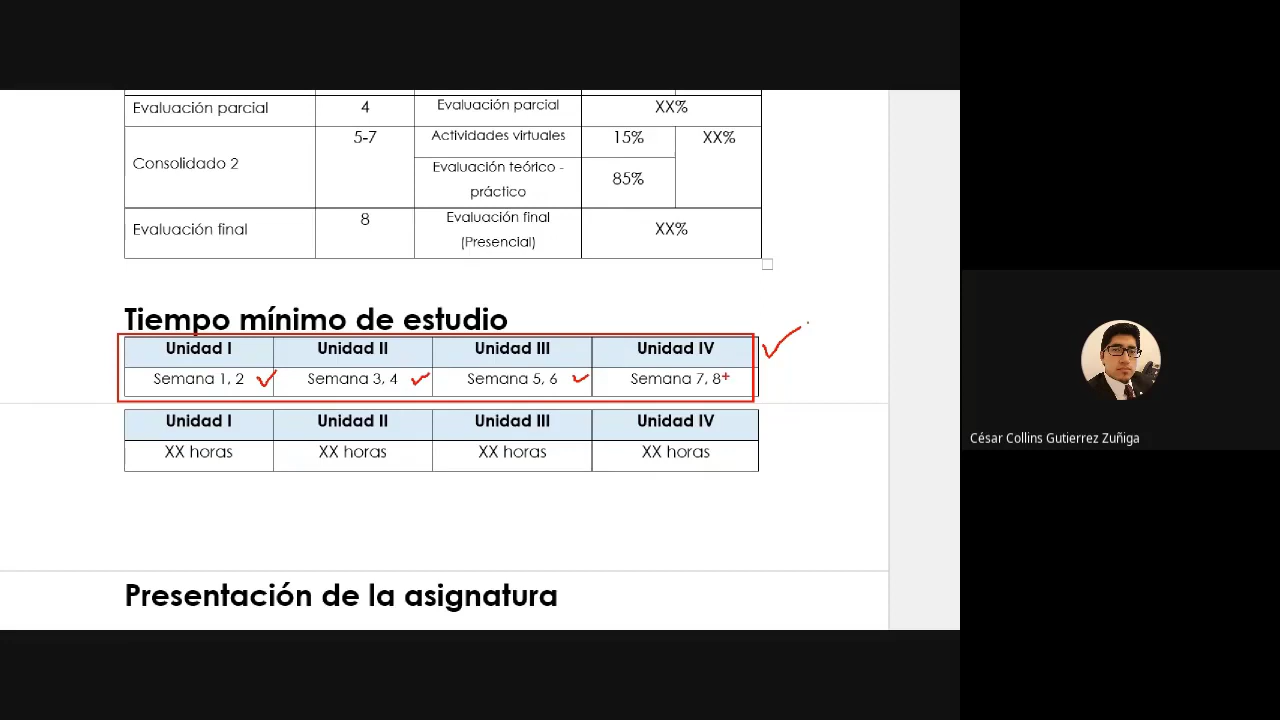 Evaluación parcial 4 Evaluación parcial XX%
Consolidado 2 5-7 Actividades virtuales 15% XX%
Evaluación teórico - práctico 85%
Evaluación final 8 Evaluación final (Presencial) XX%
Tiempo mínimo de estudio
Unidad I Unidad II Unidad III Unidad IV
Semana 1, 2 Semana 3, 4 Semana 5, 6 Semana 7, 8
Unidad I Unidad II Unidad III Unidad IV
XX horas XX horas XX horas XX horas
Presentación de la asignatura
César Collins Gutierrez Zuñiga